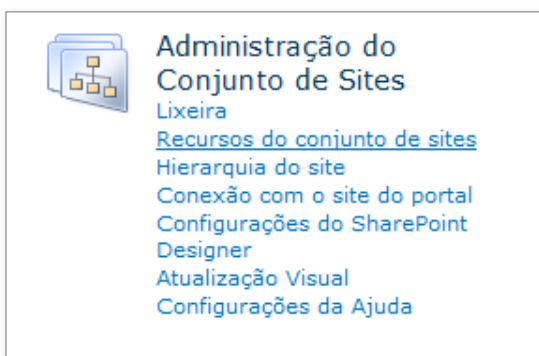 Administração do
Conjunto de Sites
Lixeira
Recursos do conjunto de sites
Hierarquia do site
Conexão com o site do portal
Configurações do SharePoint
Designer
Atualização Visual
Configurações da Ajuda